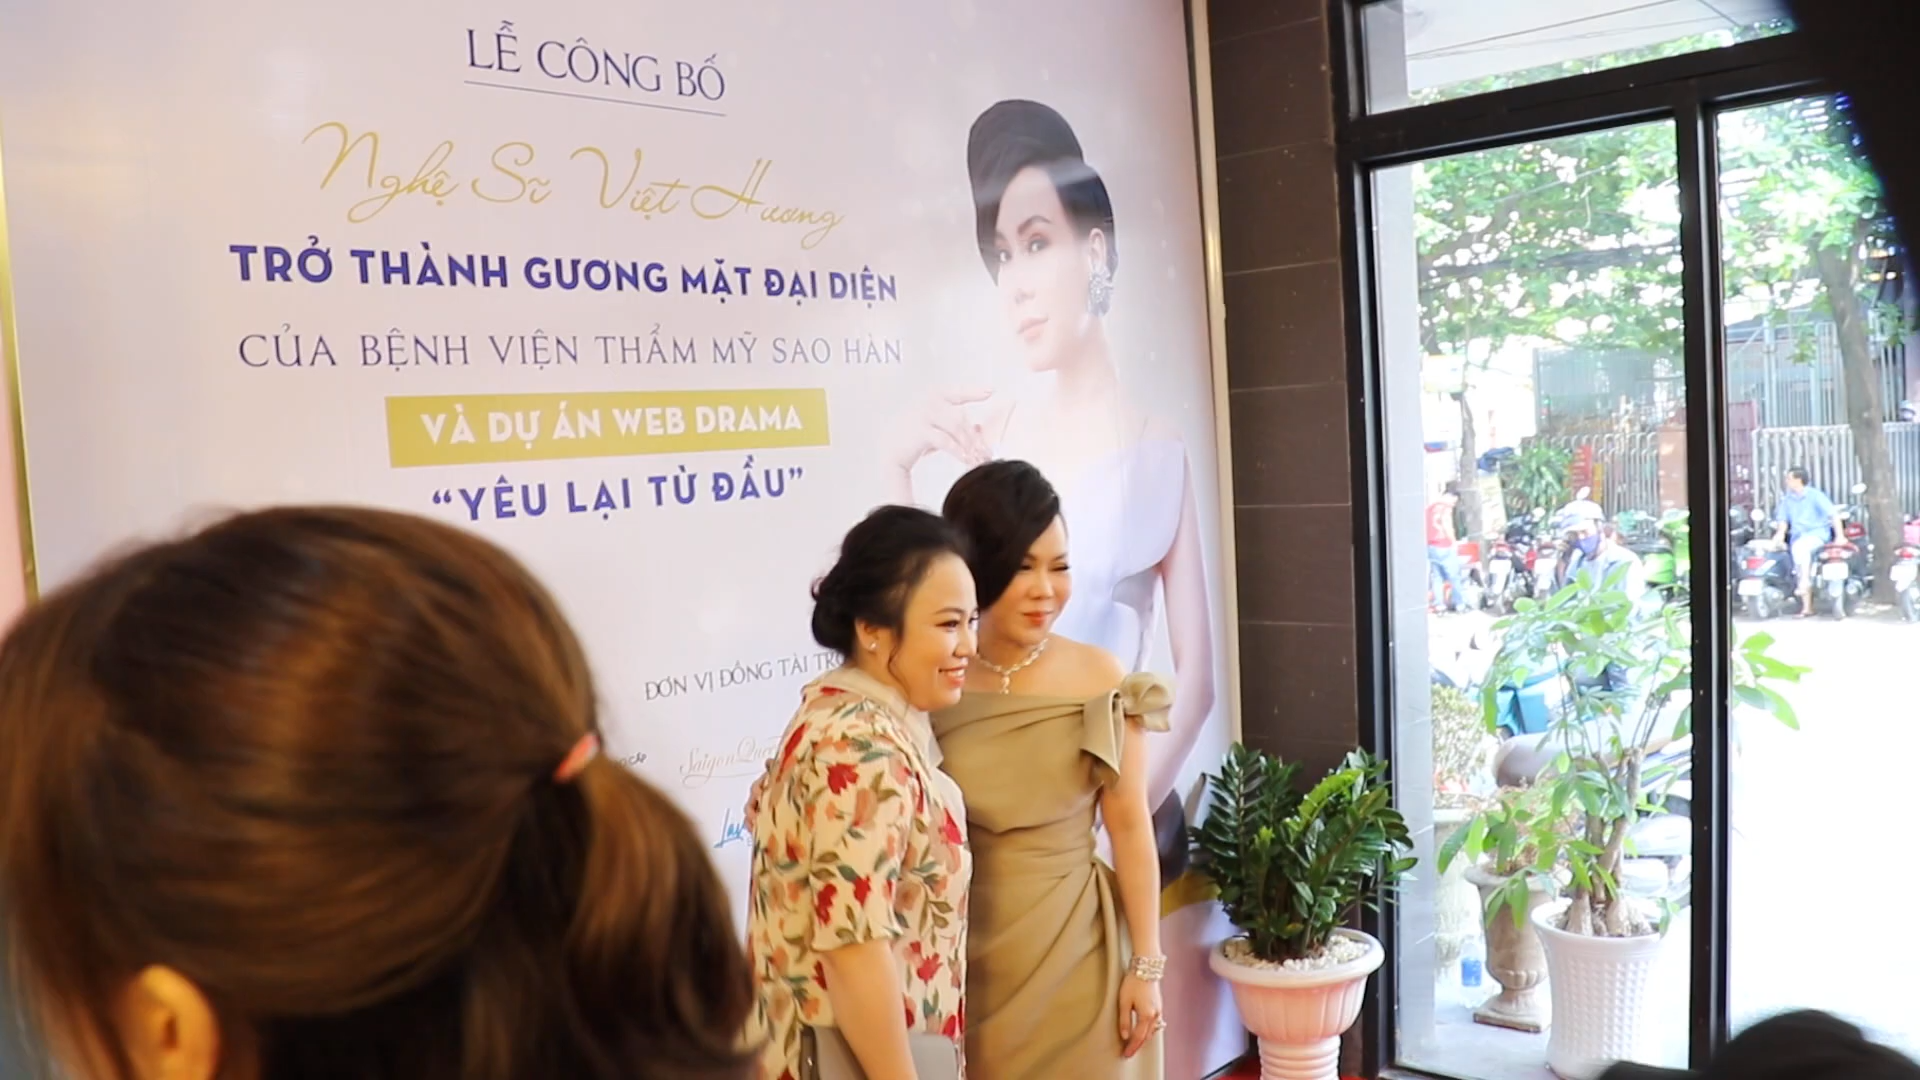 LỄ CÔNG BỐ
Nghệ Sĩ Việt Hương
TRỞ THÀNH GƯƠNG MẶT ĐẠI DIỆN
CỦA BỆNH VIỆN THẨM MỸ SAO HÀN
VÀ DỰ ÁN WEB DRAMA
“YÊU LẠI TỪ ĐẦU”
ĐƠN VỊ ĐỒNG TÀI
Saigon